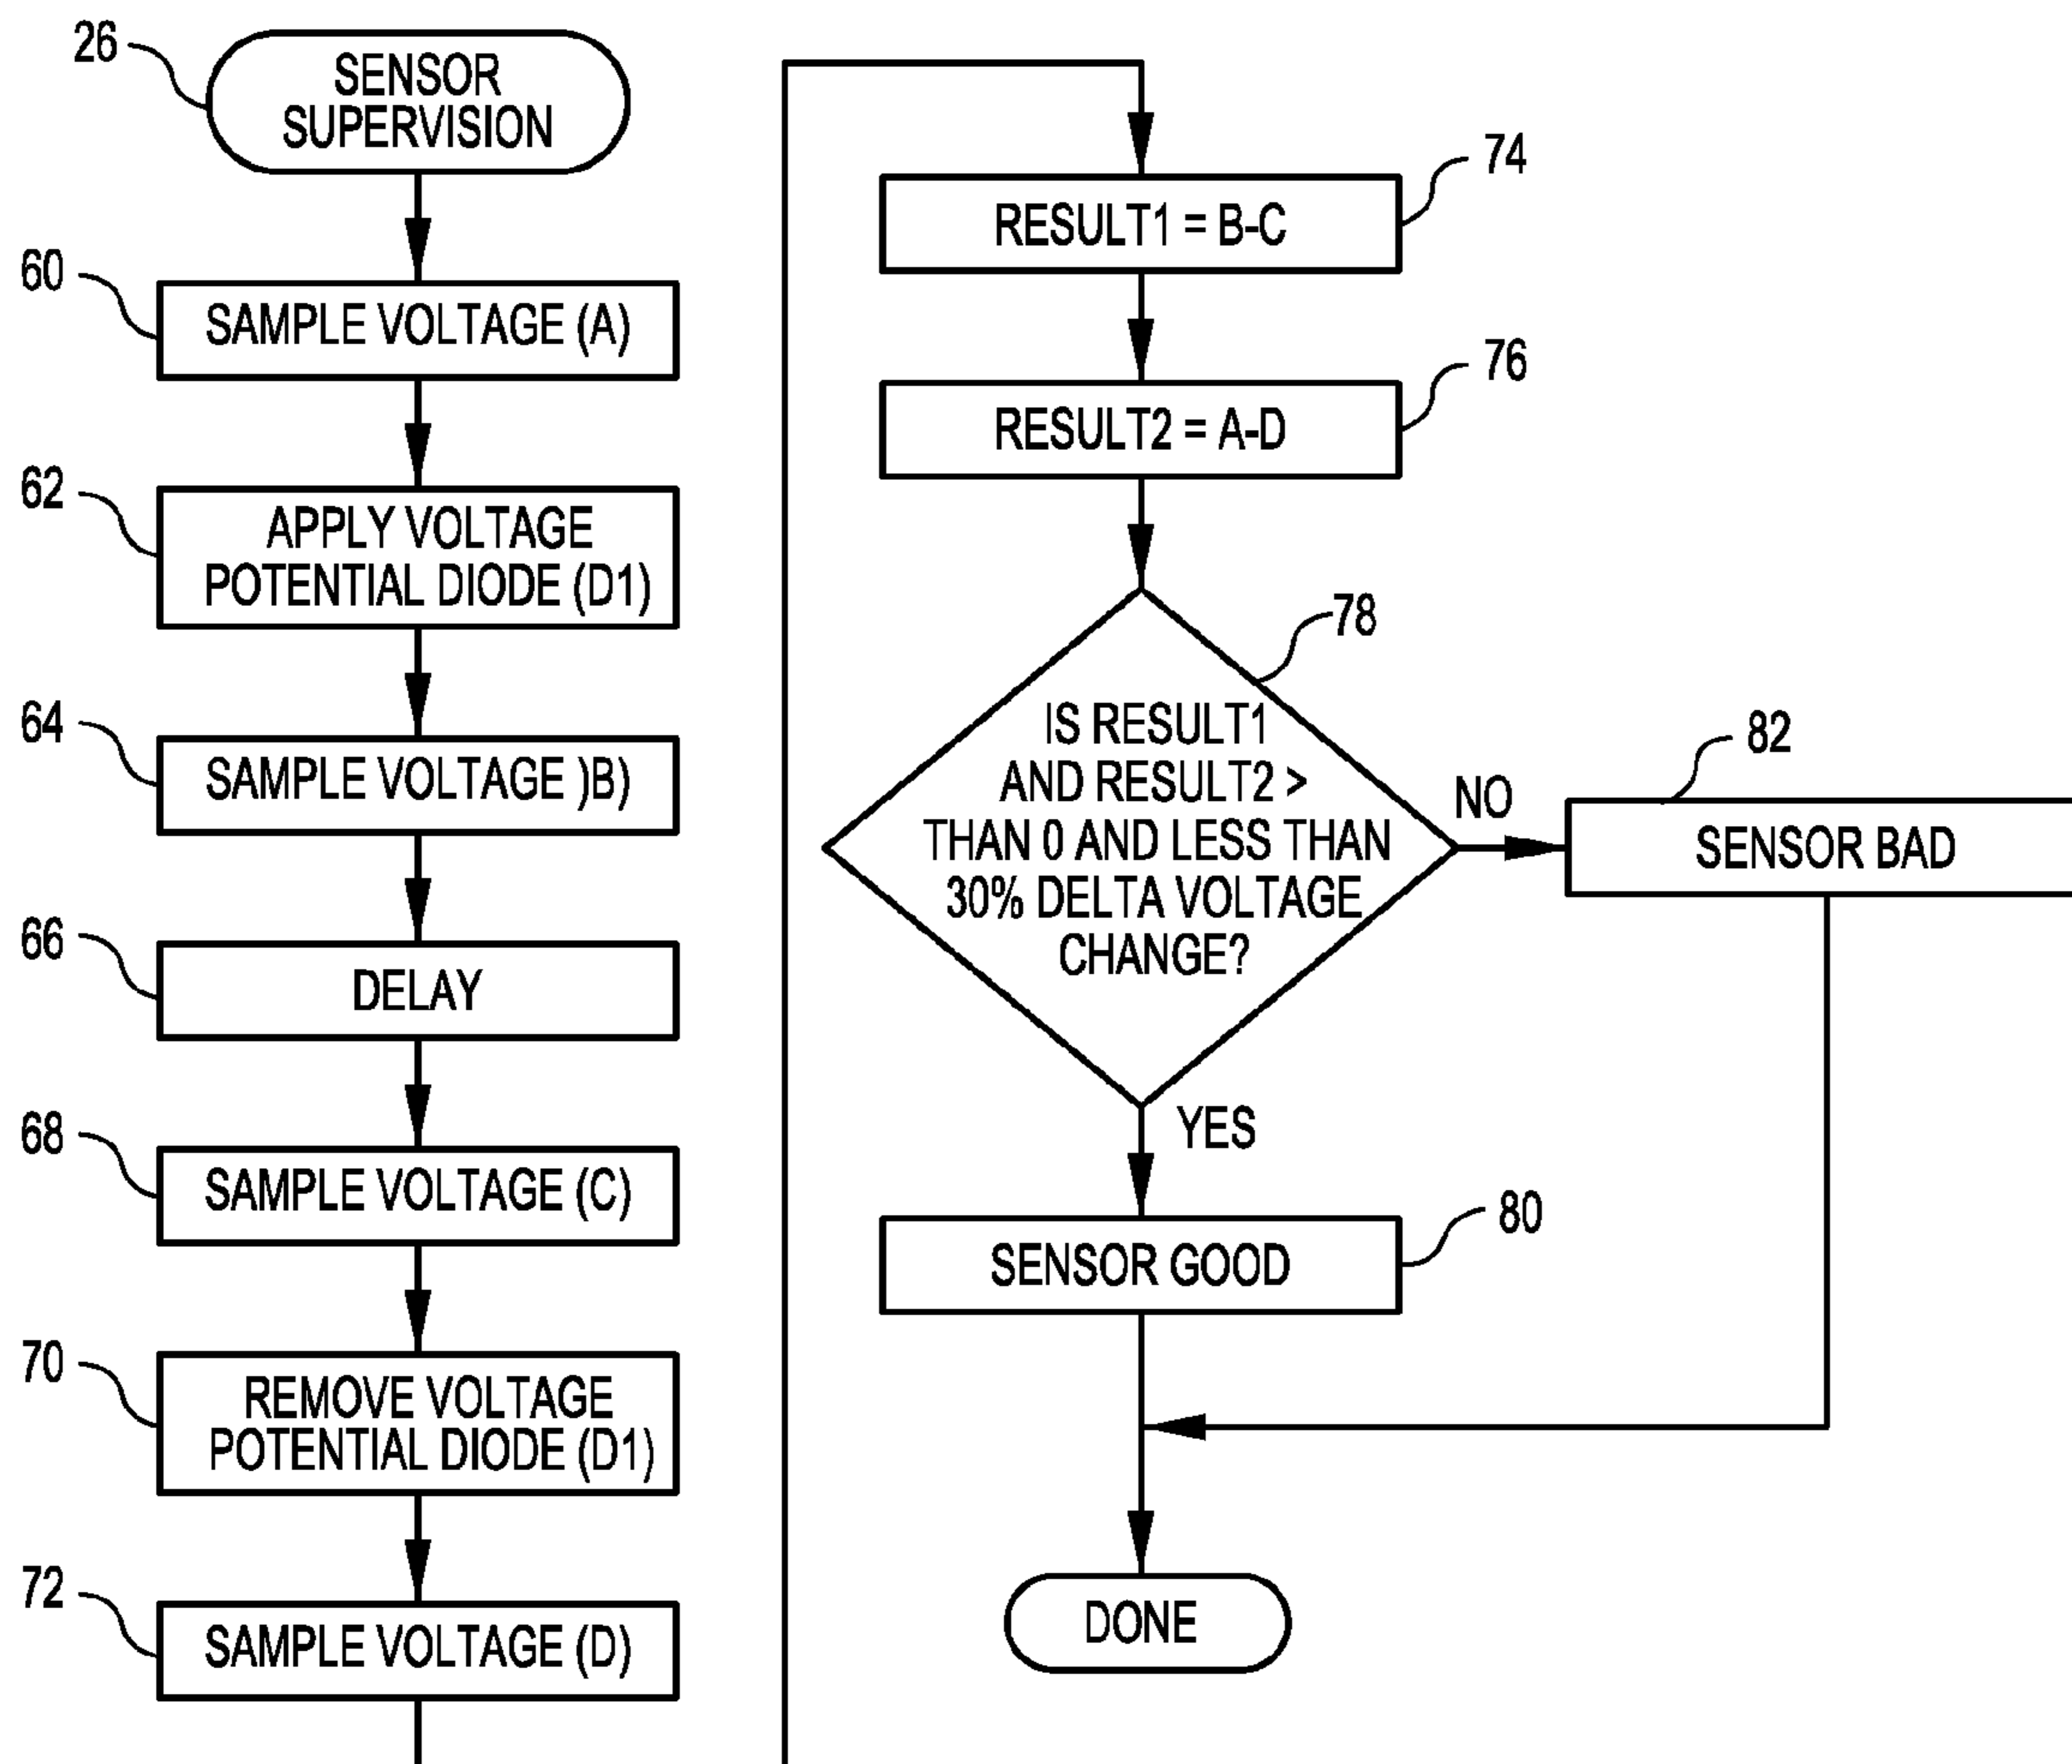 26
SENSOR
SUPERVISION
60
SAMPLE VOLTAGE (A)
62
APPLY VOLTAGE
POTENTIAL DIODE (D1)
64
SAMPLE VOLTAGE )B)
66
DELAY
68
SAMPLE VOLTAGE (C)
70
REMOVE VOLTAGE
POTENTIAL DIODE (D1)
72
SAMPLE VOLTAGE (D)
74
RESULT1 = B-C
76
RESULT2 = A-D
78
IS RESULT1
AND RESULT2 >
THAN 0 AND LESS THAN
30% DELTA VOLTAGE
CHANGE?
NO
82
SENSOR BAD
YES
80
SENSOR GOOD
DONE